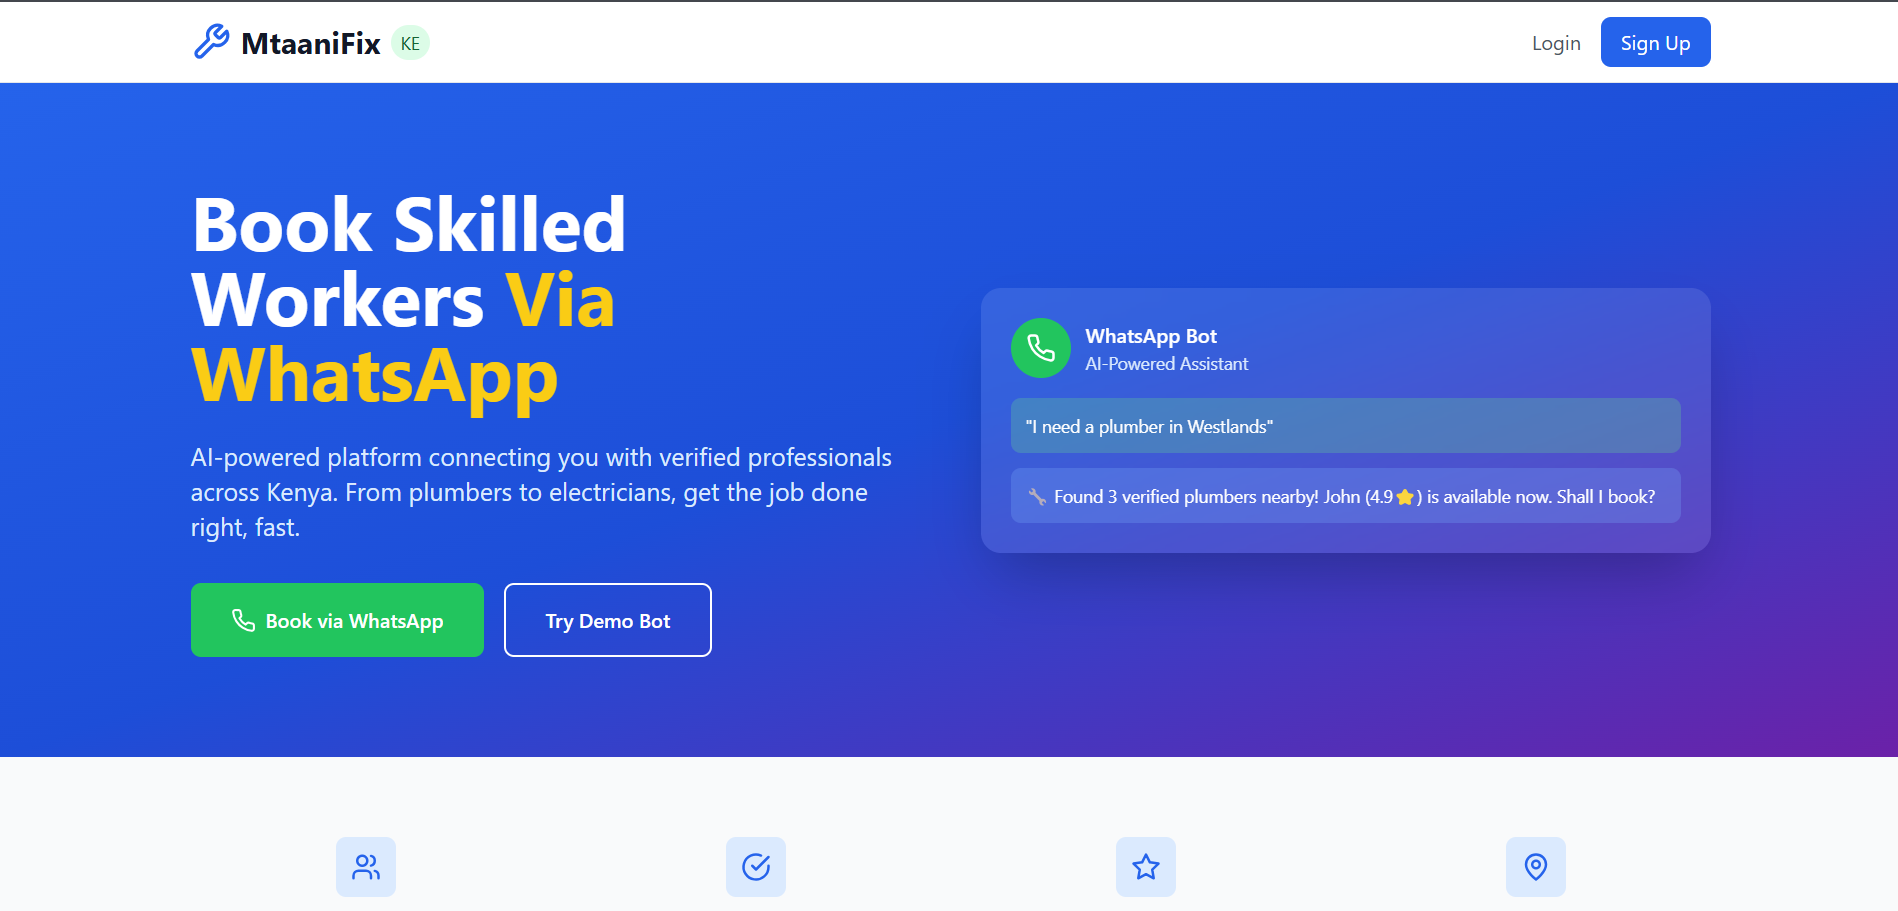 MtaaniFix KE
Login
Sign Up
Book Skilled
Workers Via
WhatsApp
AI-powered platform connecting you with verified professionals
across Kenya. From plumbers to electricians, get the job done
right, fast.
Book via WhatsApp
Try Demo Bot
WhatsApp Bot
AI-Powered Assistant
"I need a plumber in Westlands"
🔧 Found 3 verified plumbers nearby! John (4.9⭐) is available now. Shall I book?